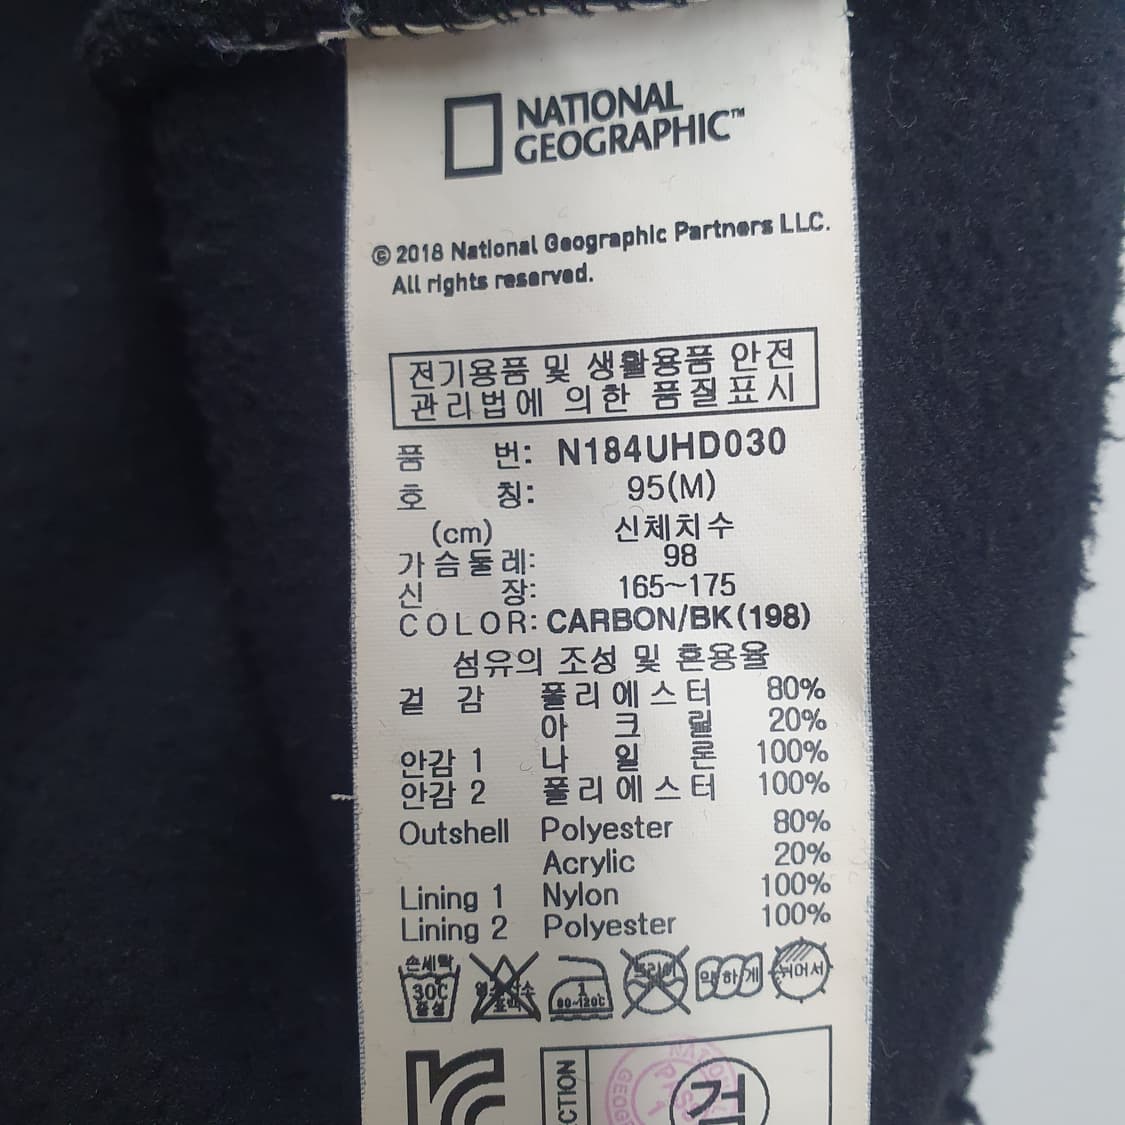 NATIONAL
GEOGRAPHIC™
© 2018 National Geographic Partners LLC.
All rights reserved.
전기용품 및 생활용품 안전
관리법에 의한 품질표시
품 번: N184UHD030
호 칭: 95(M)
(cm) 신체치수
가슴둘레: 98
신 장: 165~175
COLOR: CARBON/BK(198)
섬유의 조성 및 혼용율
겉 감 폴리에스터 80%
아 크 릴 20%
안감 1 나 일 론 100%
안감 2 폴리에스터 100%
Outshell Polyester 80%
Acrylic 20%
Lining 1 Nylon 100%
Lining 2 Polyester 100%
손세탁 30℃ 중성
1 80~120℃
드라이
약하게
뉘어서
검